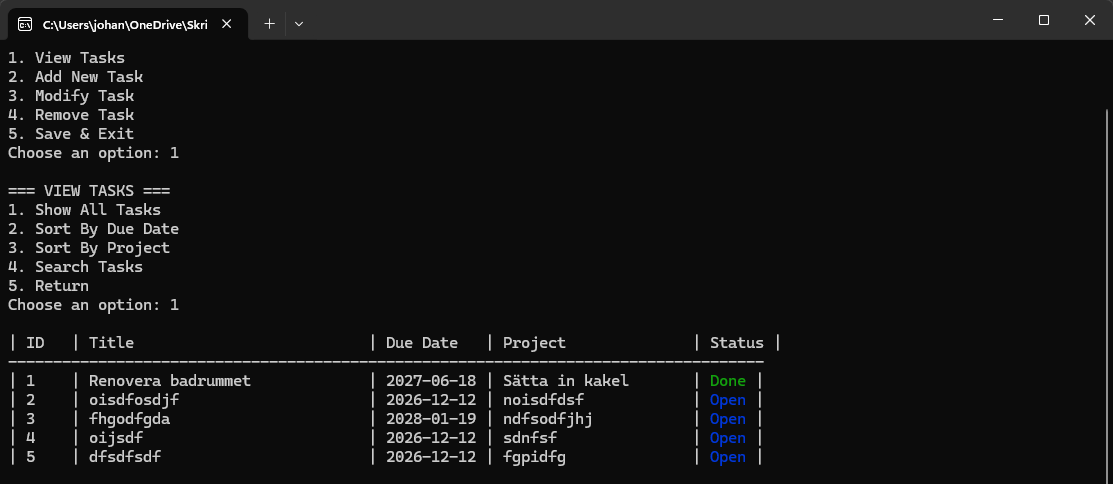 C:\Users\johan\OneDrive\Skri
1. View Tasks
2. Add New Task
3. Modify Task
4. Remove Task
5. Save & Exit
Choose an option: 1
=== VIEW TASKS ===
1. Show All Tasks
2. Sort By Due Date
3. Sort By Project
4. Search Tasks
5. Return
Choose an option: 1
| ID   | Title                          | Due Date   | Project              | Status |
------------------------------------------------------------------------------------
| 1    | Renovera badrummet             | 2027-06-18 | Sätta in kakel       | Done |
| 2    | oisdfosdjf                     | 2026-12-12 | noisdfdsf            | Open |
| 3    | fhgodfgda                      | 2028-01-19 | ndfsodfjhj           | Open |
| 4    | oijsdf                         | 2026-12-12 | sdnfsf               | Open |
| 5    | dfsdfsdf                       | 2026-12-12 | fgpidfg              | Open |